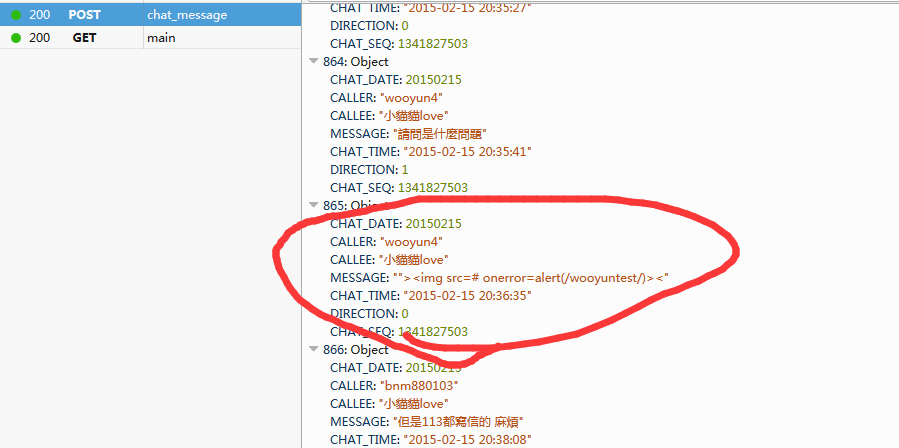 200 POST chat_message
200 GET main
CHAT_TIME: "2015-02-15 20:35:27"
DIRECTION: 0
CHAT_SEQ: 1341827503
864: Object
CHAT_DATE: 20150215
CALLER: "wooyun4"
CALLEE: "小貓貓love"
MESSAGE: "請問是什麼問題"
CHAT_TIME: "2015-02-15 20:35:41"
DIRECTION: 1
CHAT_SEQ: 1341827503
865: Object
CHAT_DATE: 20150215
CALLER: "wooyun4"
CALLEE: "小貓貓love"
MESSAGE: ""><img src=# onerror=alert(/wooyuntest/)><"
CHAT_TIME: "2015-02-15 20:36:35"
DIRECTION: 0
CHAT_SEQ: 1341827503
866: Object
CHAT_DATE: 20150215
CALLER: "bnm880103"
CALLEE: "小貓貓love"
MESSAGE: "但是113都寫信的 麻煩"
CHAT_TIME: "2015-02-15 20:38:08"